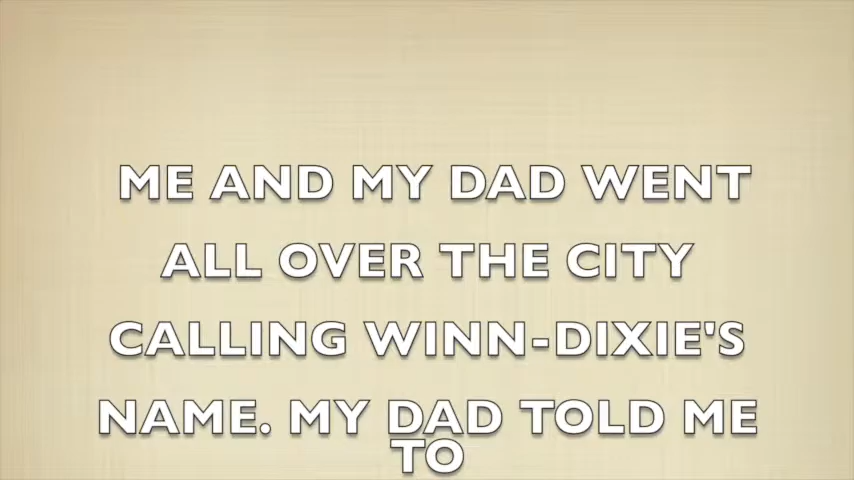 ME AND MY DAD WENT
ALL OVER THE CITY
CALLING WINN-DIXIE'S
NAME. MY DAD TOLD ME
TO